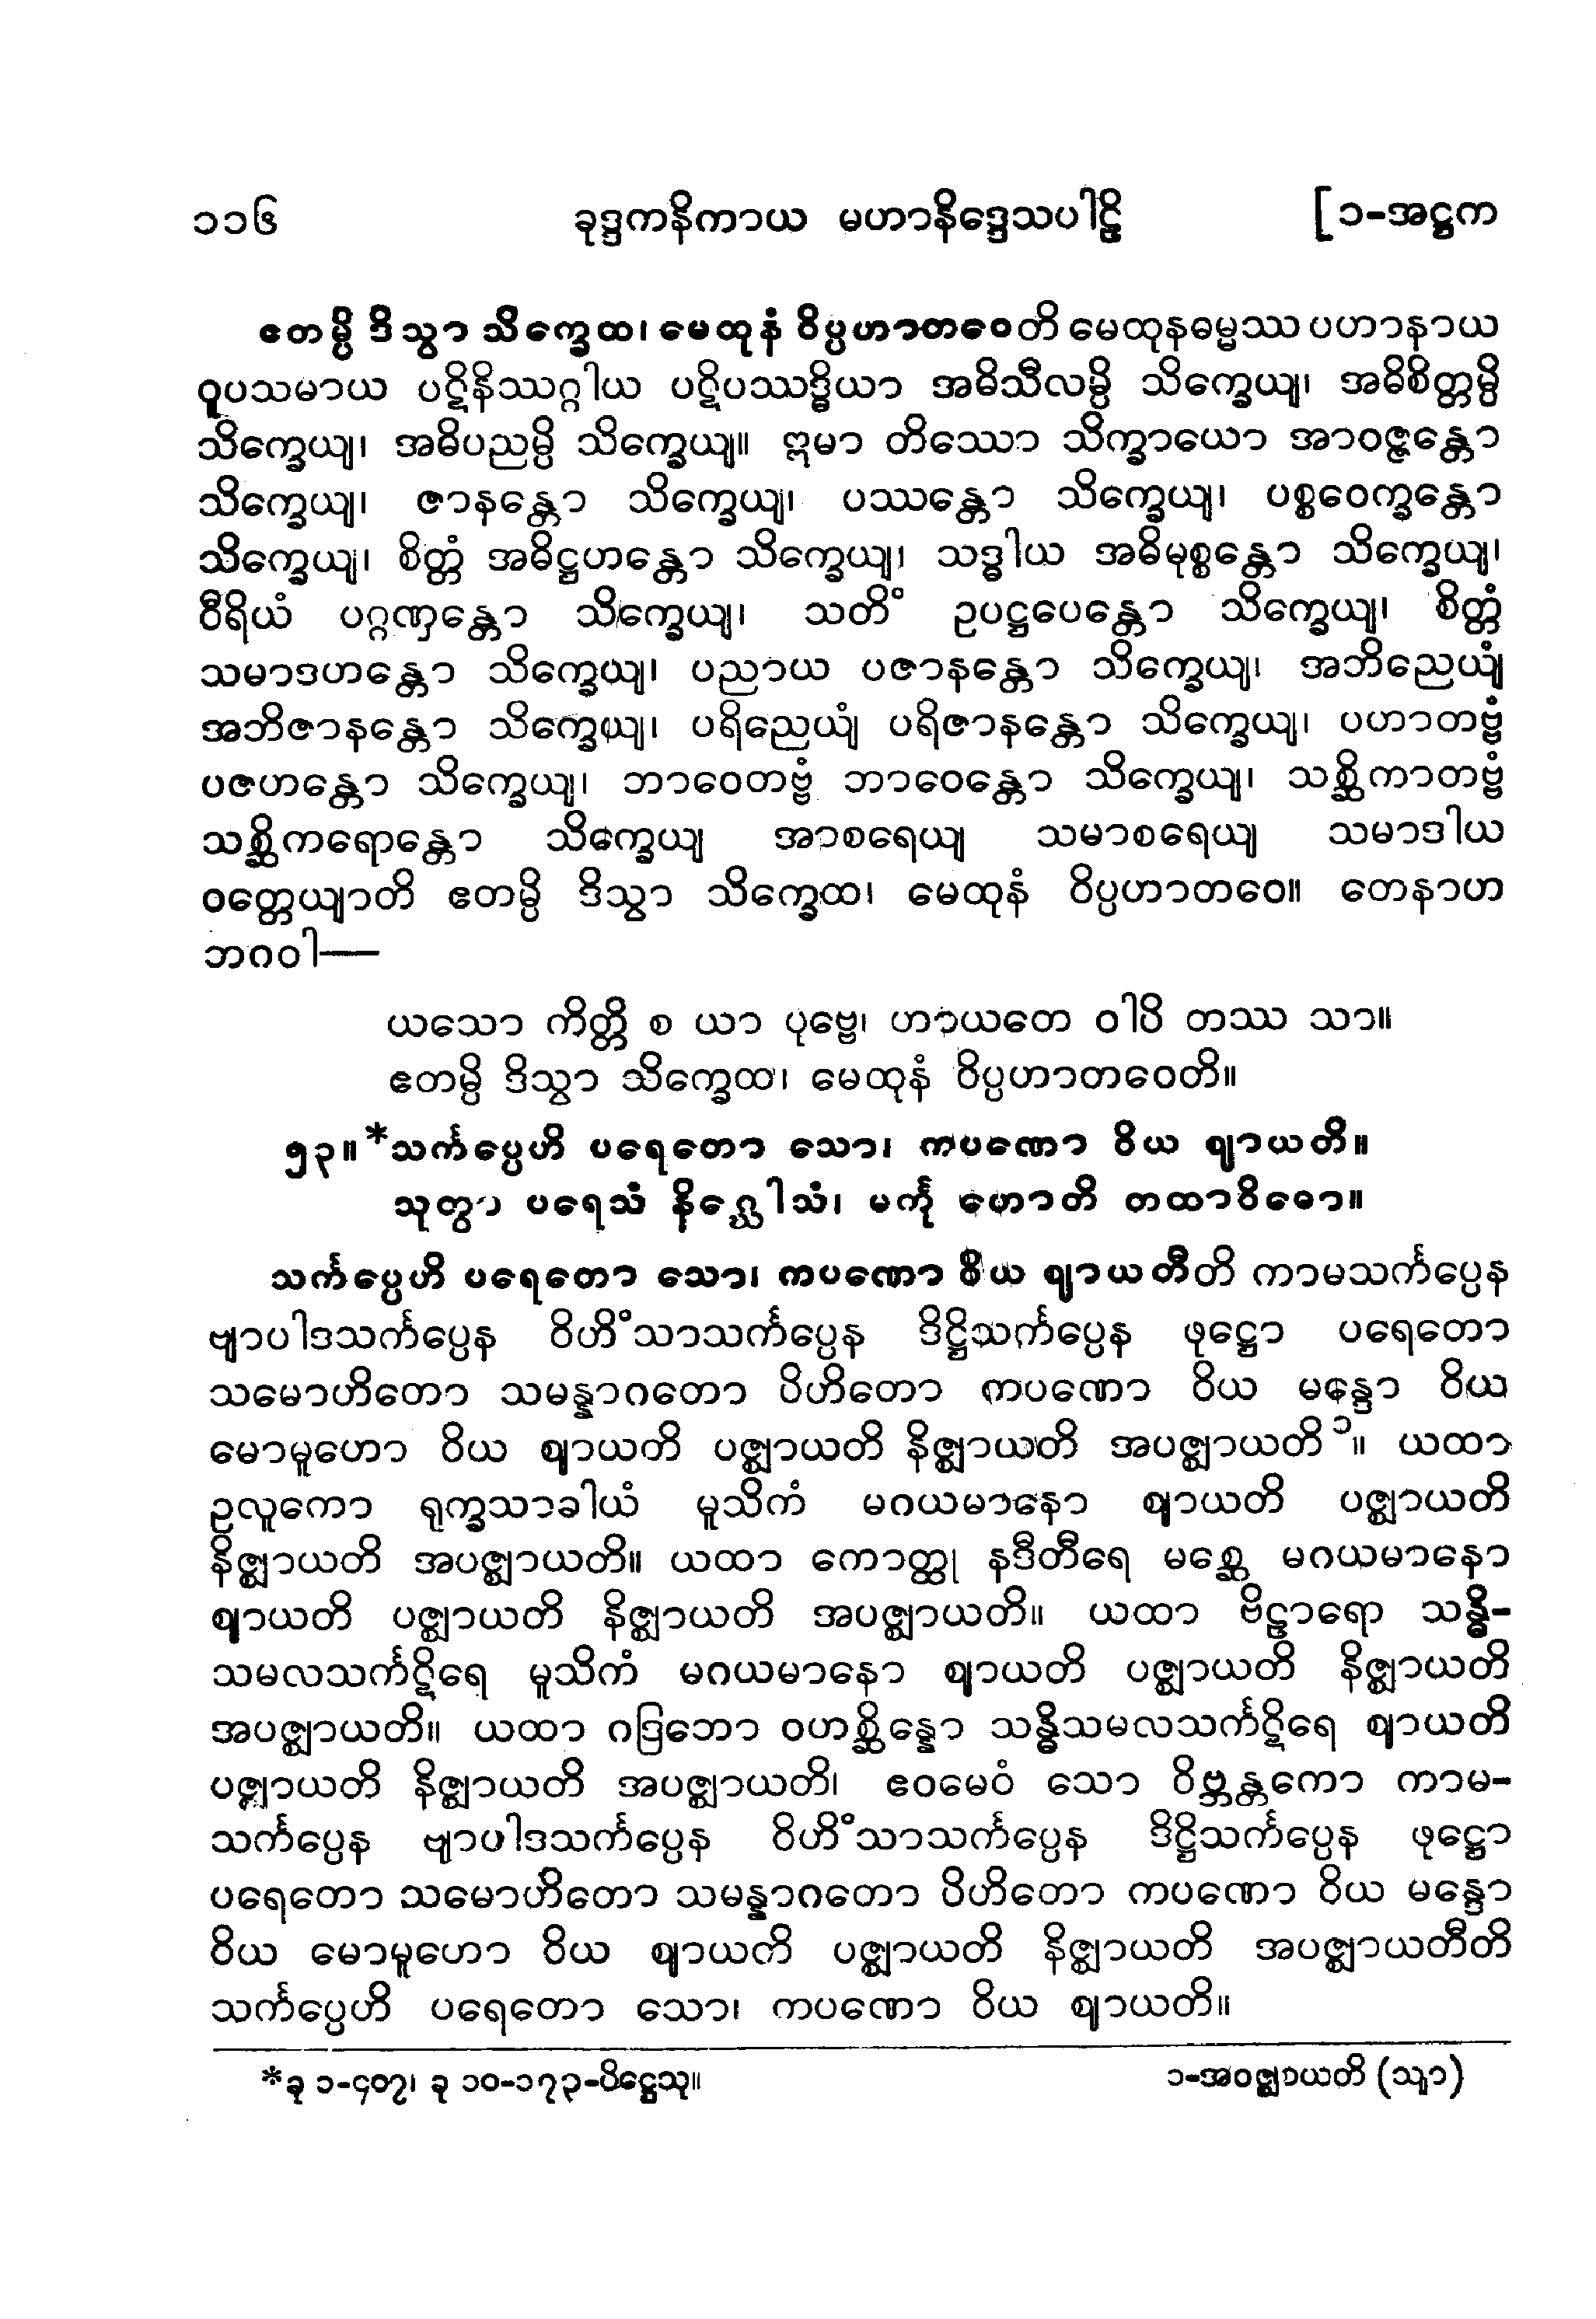 ၁၁၆ ခုဒ္ဒကနိကာယ မဟာနိဒ္ဒေသပါဠိ [၁-အဋ္ဌက
ဧတမ္ပိ ဒိသွာ သိက္ခေထ၊ မေထုနံ ဝိပ္ပဟာတဝေတိ မေထုနဓမ္မဿ ပဟာနာယ
ဝူပသမာယ ပဋိနိဿဂ္ဂါယ ပဋိပဿဒ္ဓိယာ အဓိသီလမ္ပိ သိက္ခေယျ၊ အဓိစိတ္တမ္ပိ
သိက္ခေယျ၊ အဓိပညမ္ပိ သိက္ခေယျ။ ဣမာ တိဿော သိက္ခာယော အာဝဇ္ဇန္တော
သိက္ခေယျ၊ ဇာနန္တော သိက္ခေယျ၊ ပဿန္တော သိက္ခေယျ၊ ပစ္စဝေက္ခန္တော
သိက္ခေယျ၊ စိတ္တံ အဓိဋ္ဌဟန္တော သိက္ခေယျ၊ သဒ္ဓါယ အဓိမုစ္စန္တော သိက္ခေယျ၊
ဝီရိယံ ပဂ္ဂဏှန္တော သိက္ခေယျ၊ သတိံ ဥပဋ္ဌပေန္တော သိက္ခေယျ၊ စိတ္တံ
သမာဒဟန္တော သိက္ခေယျ၊ ပညာယ ပဇာနန္တော သိက္ခေယျ၊ အဘိညေယျံ
အဘိဇာနန္တော သိက္ခေယျ၊ ပရိညေယျံ ပရိဇာနန္တော သိက္ခေယျ၊ ပဟာတဗ္ဗံ
ပဇဟန္တော သိက္ခေယျ၊ ဘာဝေတဗ္ဗံ ဘာဝေန္တော သိက္ခေယျ၊ သစ္ဆိကာတဗ္ဗံ
သစ္ဆိကရောန္တော သိက္ခေယျ အာစရေယျ သမာစရေယျ သမာဒါယ
ဝတ္တေယျာတိ ဧတမ္ပိ ဒိသွာ သိက္ခေထ၊ မေထုနံ ဝိပ္ပဟာတဝေ။ တေနာဟ
ဘဂဝါ—
ယသော ကိတ္တိ စ ယာ ပုဗ္ဗေ၊ ဟာယတေ ဝါပိ တဿ သာ။
ဧတမ္ပိ ဒိသွာ သိက္ခေထ၊ မေထုနံ ဝိပ္ပဟာတဝေတိ။
၅၃။ *သင်္ကပ္ပေဟိ ပရေတော သော၊ ကပဏော ဝိယ ဈာယတိ။
သုတွာ ပရေသံ နိဂ္ဃေါသံ၊ မင်္ကု ဟောတိ တထာဝိဓော။
သင်္ကပ္ပေဟိ ပရေတော သော၊ ကပဏော ဝိယ ဈာယတီတိ ကာမသင်္ကပ္ပေန
ဗျာပါဒသင်္ကပ္ပေန ဝိဟိံသာသင်္ကပ္ပေန ဒိဋ္ဌိသင်္ကပ္ပေန ဖုဋ္ဌော ပရေတော
သမောဟိတော သမန္နာဂတော ပိဟိတော ကပဏော ဝိယ မန္ဒော ဝိယ
မောမူဟော ဝိယ ဈာယတိ ပဇ္ဈာယတိ နိဇ္ဈာယတိ အပဇ္ဈာယတိ ၁။ ယထာ
ဥလူကော ရုက္ခသာခါယံ မူသိကံ မဂယမာနော ဈာယတိ ပဇ္ဈာယတိ
နိဇ္ဈာယတိ အပဇ္ဈာယတိ။ ယထာ ကောတ္ထု နဒီတီရေ မစ္ဆေ မဂယမာနော
ဈာယတိ ပဇ္ဈာယတိ နိဇ္ဈာယတိ အပဇ္ဈာယတိ။ ယထာ ဗိဠာရော သန္ဓိ-
သမလသင်္ကဋိရေ မူသိကံ မဂယမာနော ဈာယတိ ပဇ္ဈာယတိ နိဇ္ဈာယတိ
အပဇ္ဈာယတိ။ ယထာ ဂဒြဘော ဝဟစ္ဆိန္နော သန္ဓိသမလသင်္ကဋိရေ ဈာယတိ
ပဇ္ဈာယတိ နိဇ္ဈာယတိ အပဇ္ဈာယတိ၊ ဧဝမေဝံ သော ဝိဗ္ဘန္တကော ကာမ-
သင်္ကပ္ပေန ဗျာပါဒသင်္ကပ္ပေန ဝိဟိံသာသင်္ကပ္ပေန ဒိဋ္ဌိသင်္ကပ္ပေန ဖုဋ္ဌော
ပရေတော သမောဟိတော သမန္နာဂတော ပိဟိတော ကပဏော ဝိယ မန္ဒော
ဝိယ မောမူဟော ဝိယ ဈာယတိ ပဇ္ဈာယတိ နိဇ္ဈာယတိ အပဇ္ဈာယတီတိ
သင်္ကပ္ပေဟိ ပရေတော သော၊ ကပဏော ဝိယ ဈာယတိ။
*ခု ၁-၄၀၇၊ ခု ၁၀-၁၇၃-ပိဋ္ဌေသု။ ၁-အဝဇ္ဈာယတိ (သျာ)